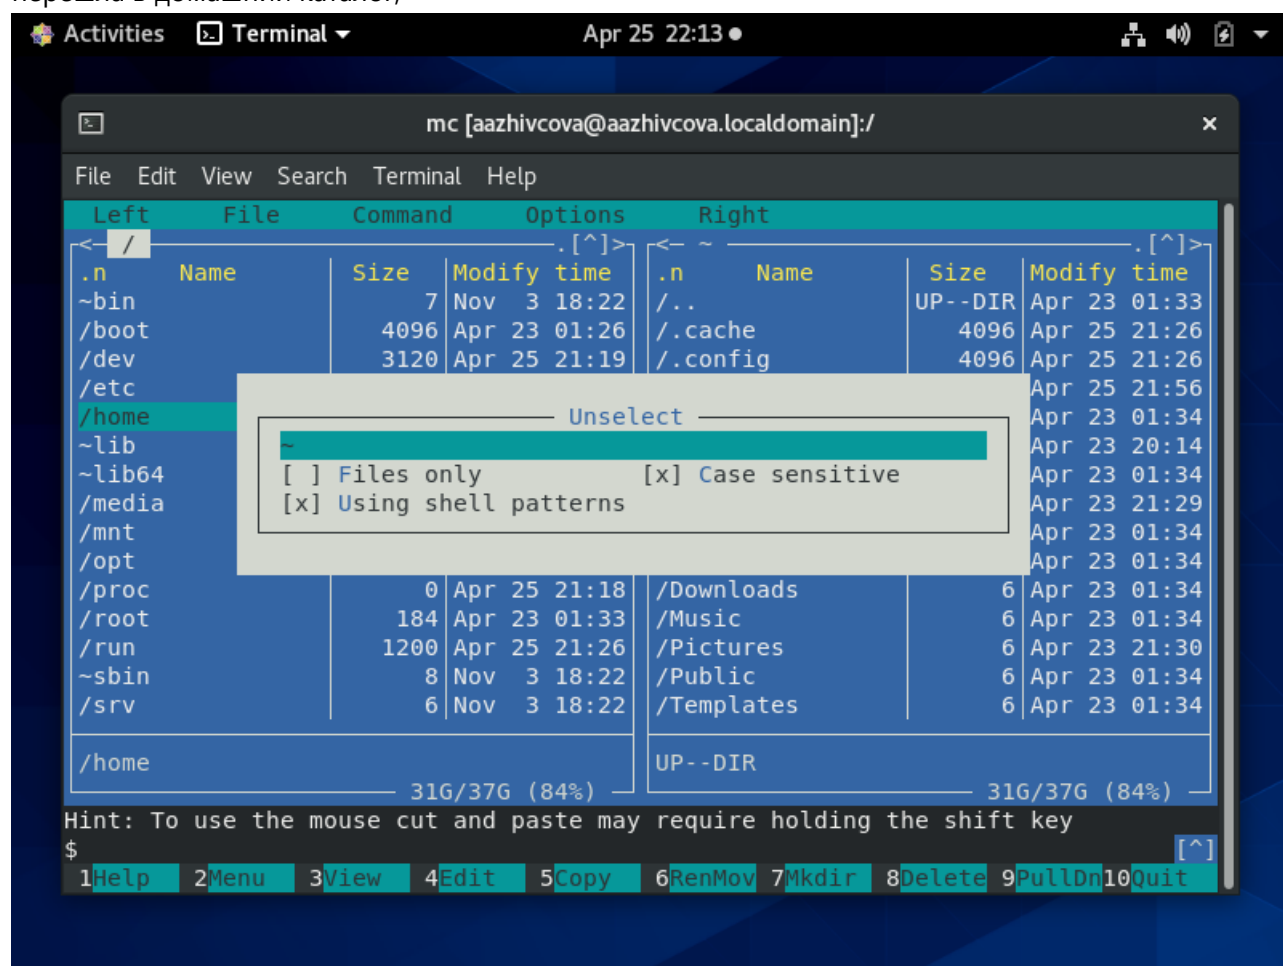 перешла в домашний каталог;
Activities Terminal Apr 25 22:13
mc [aazhivcova@aazhivcova.localdomain]:/ ×
File Edit View Search Terminal Help
Left File Command Options Right
<— / .[^]> <— ~ .[^]>
.n Name Size Modify time .n Name Size Modify time
~bin 7 Nov 3 18:22 /.. UP--DIR Apr 23 01:33
/boot 4096 Apr 23 01:26 /.cache 4096 Apr 25 21:26
/dev 3120 Apr 25 21:19 /.config 4096 Apr 25 21:26
/etc Apr 25 21:56
/home Unselect Apr 23 01:34
~lib ~ Apr 23 20:14
~lib64 [ ] Files only [x] Case sensitive Apr 23 01:34
/media [x] Using shell patterns Apr 23 21:29
/mnt Apr 23 01:34
/opt Apr 23 01:34
/proc 0 Apr 25 21:18 /Downloads 6 Apr 23 01:34
/root 184 Apr 23 01:33 /Music 6 Apr 23 01:34
/run 1200 Apr 25 21:26 /Pictures 6 Apr 23 21:30
~sbin 8 Nov 3 18:22 /Public 6 Apr 23 01:34
/srv 6 Nov 3 18:22 /Templates 6 Apr 23 01:34
/home UP--DIR
31G/37G (84%) 31G/37G (84%)
Hint: To use the mouse cut and paste may require holding the shift key
$ [^]
1Help 2Menu 3View 4Edit 5Copy 6RenMov 7Mkdir 8Delete 9PullDn 10Quit